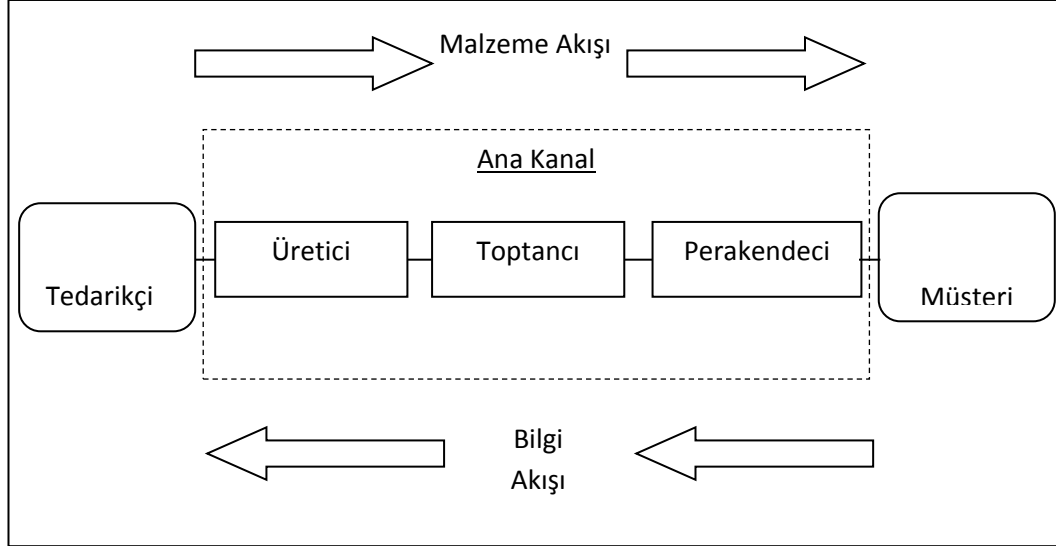 Malzeme Akışı
Ana Kanal
Üretici
Toptancı
Perakendeci
Tedarikçi
Müsteri
Bilgi
Akışı